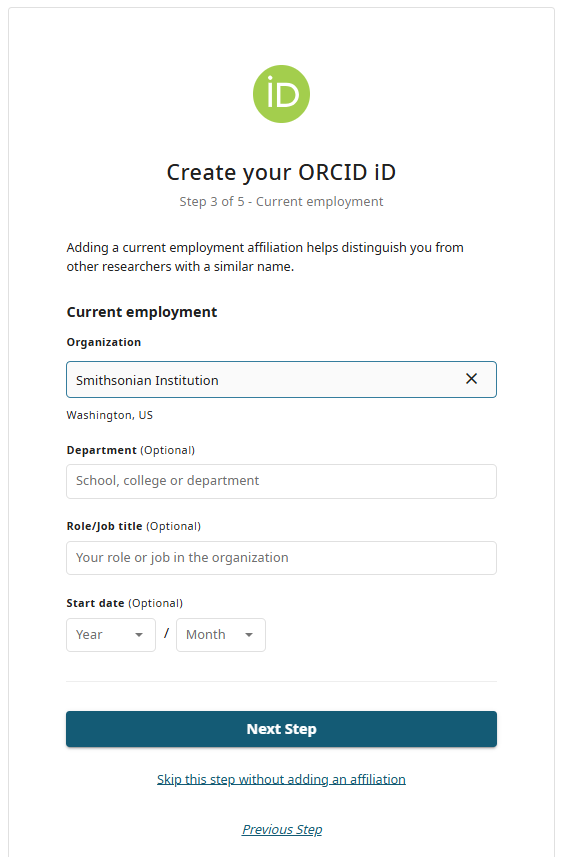 iD
Create your ORCID iD
Step 3 of 5 - Current employment
Adding a current employment affiliation helps distinguish you from
other researchers with a similar name.
Current employment
Organization
Smithsonian Institution
Washington, US
Department (Optional)
School, college or department
Role/Job title (Optional)
Your role or job in the organization
Start date (Optional)
Year / Month
Next Step
Skip this step without adding an affiliation
Previous Step